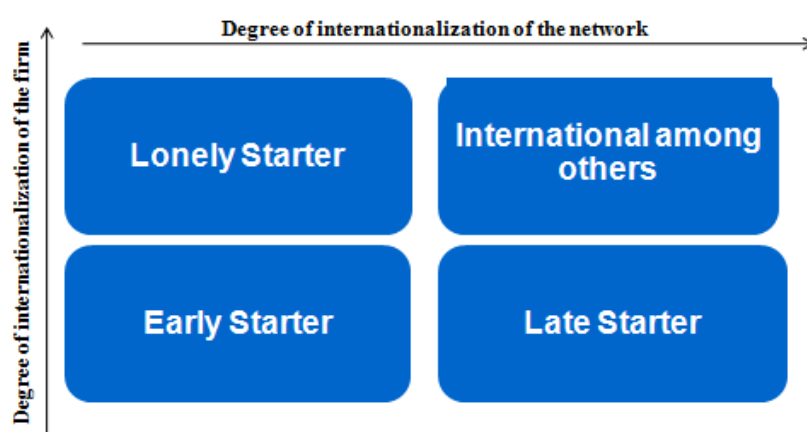 Degree of internationalization of the network
Degree of internationalization of the firm
Lonely Starter
International among
others
Early Starter
Late Starter